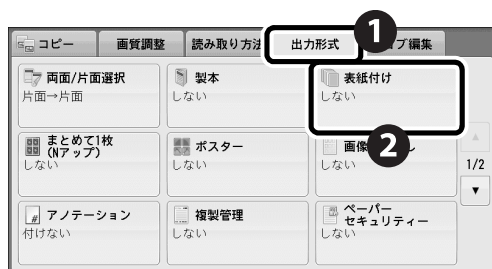 コピー 画質調整 読み取り方法 出力形式 編集
1
両面/片面選択
片面→片面
製本
しない
表紙付け
しない
2
まとめて1枚
(Nアップ)
しない
ポスター
しない
しない
1/2
アノテーション
付けない
複製管理
しない
ペーパー
セキュリティー
しない